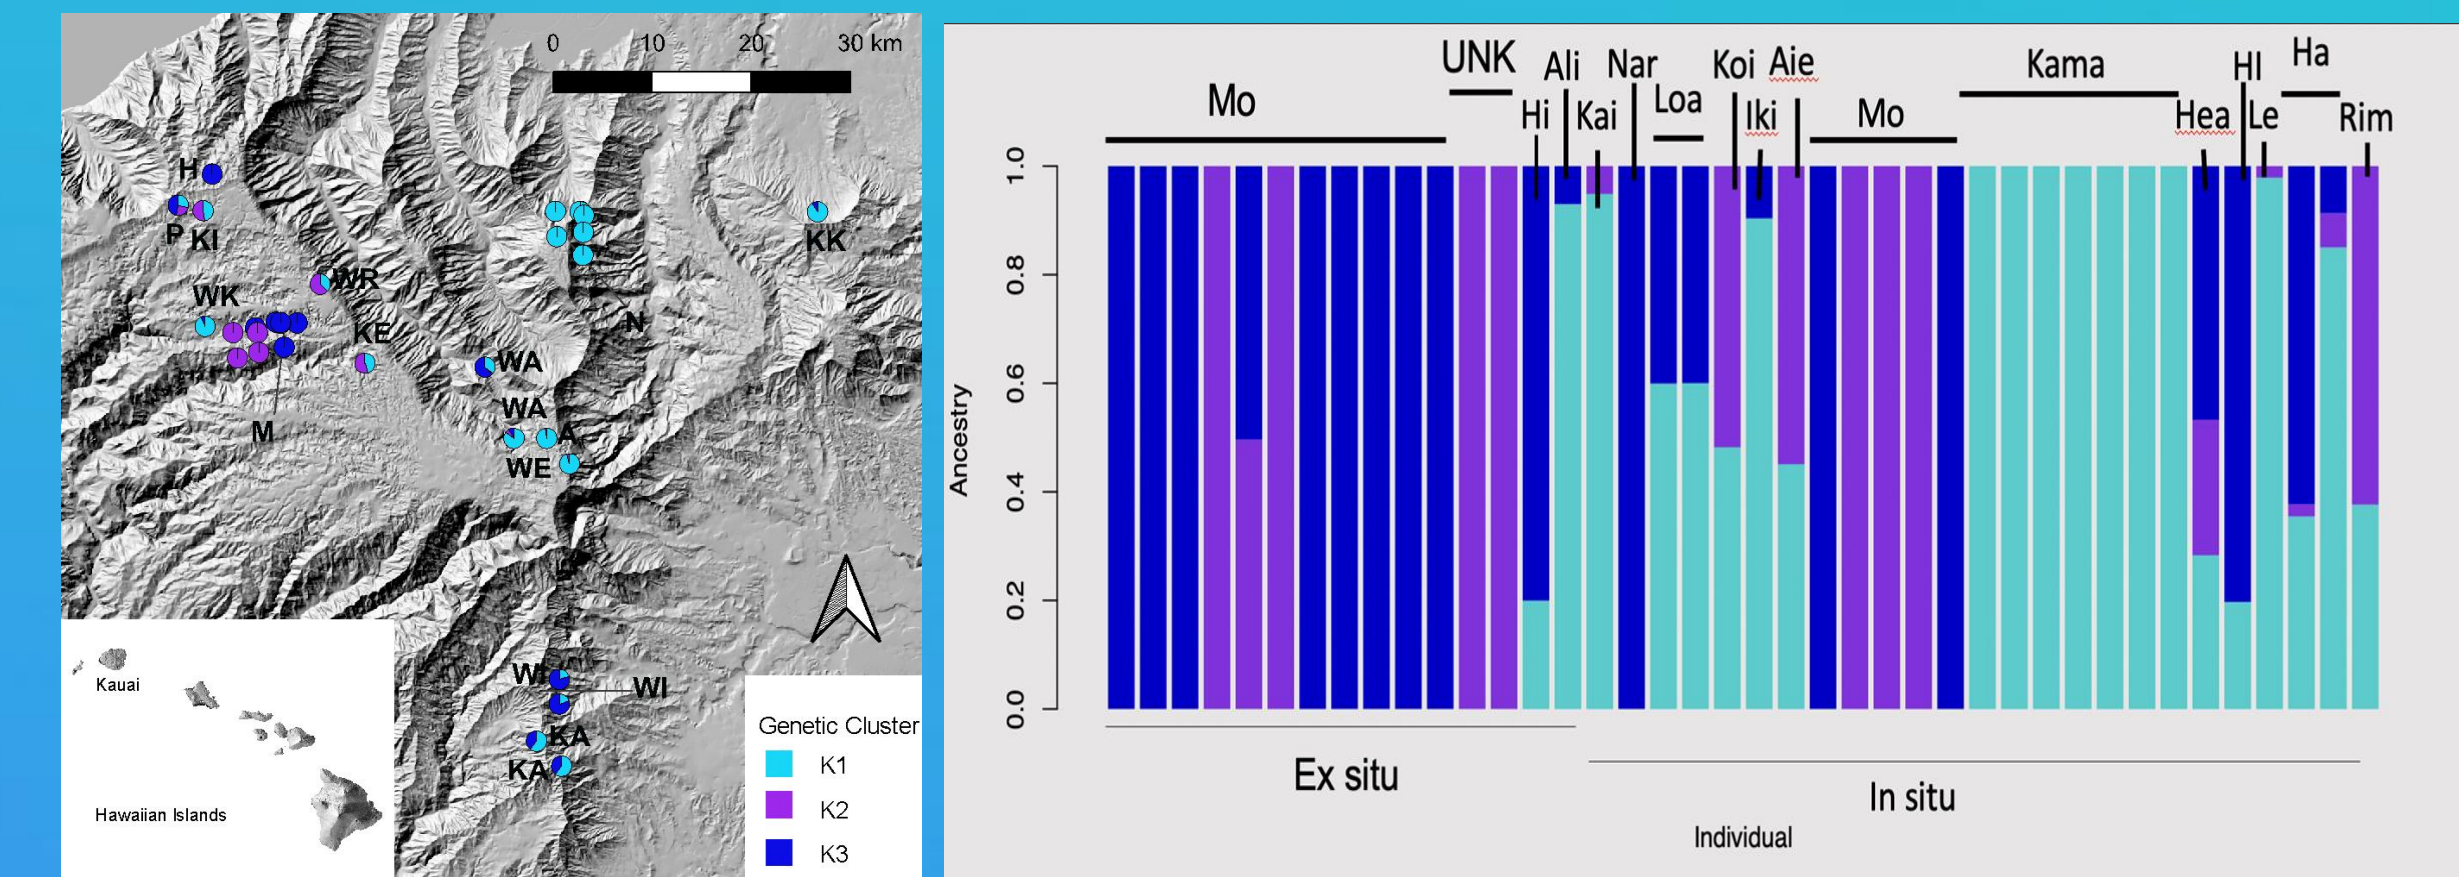 0 10 20 30 km
H
P KI
KK
WR
WK
N
KE
WA
WA
A
M
WE
WI
WI
KA
KA
Kauai
Hawaiian Islands
Genetic Cluster
K1
K2
K3
Mo
UNK
Hi
Ali
Kai
Nar
Loa
Koi
Iki
Aie
Mo
Kama
Hea
HI
Le
Ha
Rim
Ancestry
1.0
0.8
0.6
0.4
0.2
0.0
Ex situ
In situ
Individual